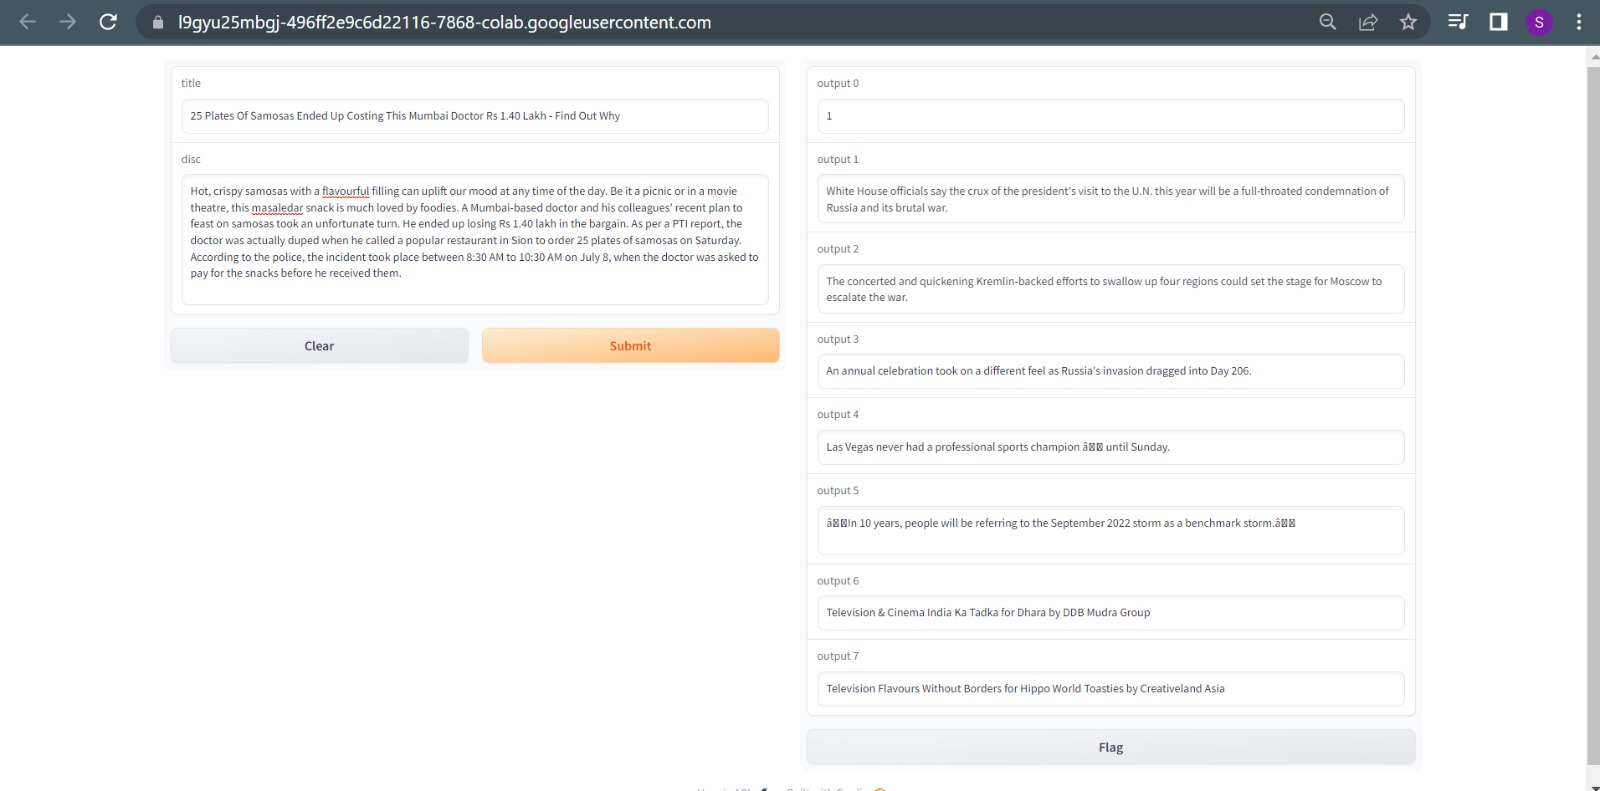 l9gyu25mbgj-496ff2e9c6d22116-7868-colab.googleusercontent.com
S
title
25 Plates Of Samosas Ended Up Costing This Mumbai Doctor Rs 1.40 Lakh - Find Out Why
disc
Hot, crispy samosas with a flavourful filling can uplift our mood at any time of the day. Be it a picnic or in a movie
theatre, this masaledar snack is much loved by foodies. A Mumbai-based doctor and his colleagues' recent plan to
feast on samosas took an unfortunate turn. He ended up losing Rs 1.40 lakh in the bargain. As per a PTI report, the
doctor was actually duped when he called a popular restaurant in Sion to order 25 plates of samosas on Saturday.
According to the police, the incident took place between 8:30 AM to 10:30 AM on July 8, when the doctor was asked to
pay for the snacks before he received them.
Clear
Submit
output 0
1
output 1
White House officials say the crux of the president's visit to the U.N. this year will be a full-throated condemnation of
Russia and its brutal war.
output 2
The concerted and quickening Kremlin-backed efforts to swallow up four regions could set the stage for Moscow to
escalate the war.
output 3
An annual celebration took on a different feel as Russia's invasion dragged into Day 206.
output 4
Las Vegas never had a professional sports champion â until Sunday.
output 5
âIn 10 years, people will be referring to the September 2022 storm as a benchmark storm.â
output 6
Television & Cinema India Ka Tadka for Dhara by DDB Mudra Group
output 7
Television Flavours Without Borders for Hippo World Toasties by Creativeland Asia
Flag